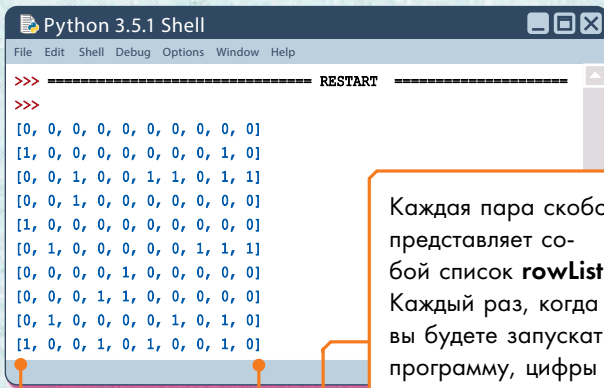 Python 3.5.1 Shell
File Edit Shell Debug Options Window Help
>>> ================================ RESTART =====================
>>>
[0, 0, 0, 0, 0, 0, 0, 0, 0, 0]
[1, 0, 0, 0, 0, 0, 0, 0, 1, 0]
[0, 0, 1, 0, 0, 1, 1, 0, 1, 1]
[0, 0, 1, 0, 0, 0, 0, 0, 0, 0]
[1, 0, 0, 0, 0, 0, 0, 0, 0, 0]
[0, 1, 0, 0, 0, 0, 0, 1, 1, 1]
[0, 0, 0, 0, 1, 0, 0, 0, 0, 0]
[0, 0, 0, 1, 1, 0, 0, 0, 0, 0]
[0, 1, 0, 0, 0, 0, 1, 0, 1, 0]
[1, 0, 0, 1, 0, 1, 0, 0, 1, 0]
Каждая пара скобо
представляет со-
бой список rowList
Каждый раз, когда
вы будете запускат
программу, цифры